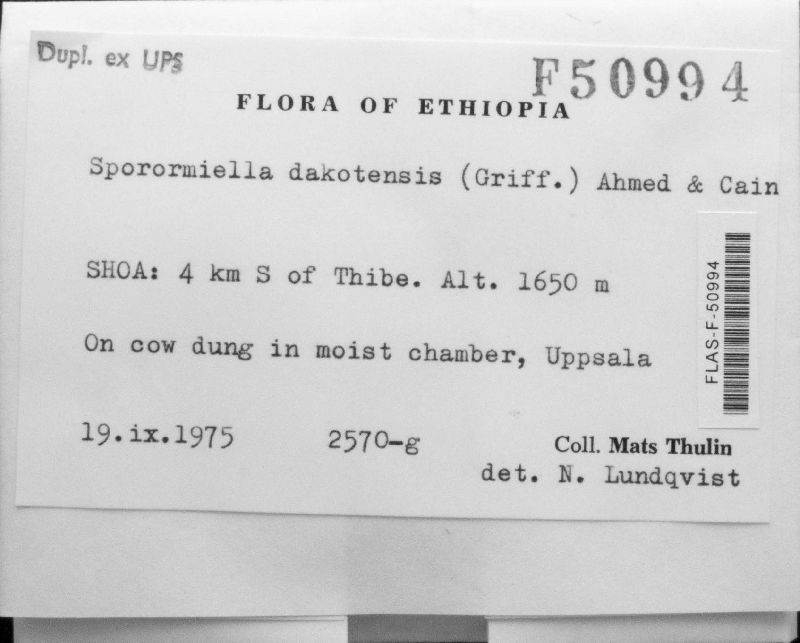 Dupl. ex UPS
F50994
FLORA OF ETHIOPIA
Sporormiella dakotensis (Griff.) Ahmed & Cain
SHOA: 4 km S of Thibe. Alt. 1650 m
On cow dung in moist chamber, Uppsala
19.ix.1975 2570-g Coll. Mats Thulin
det. N. Lundqvist
FLAS-F-50994